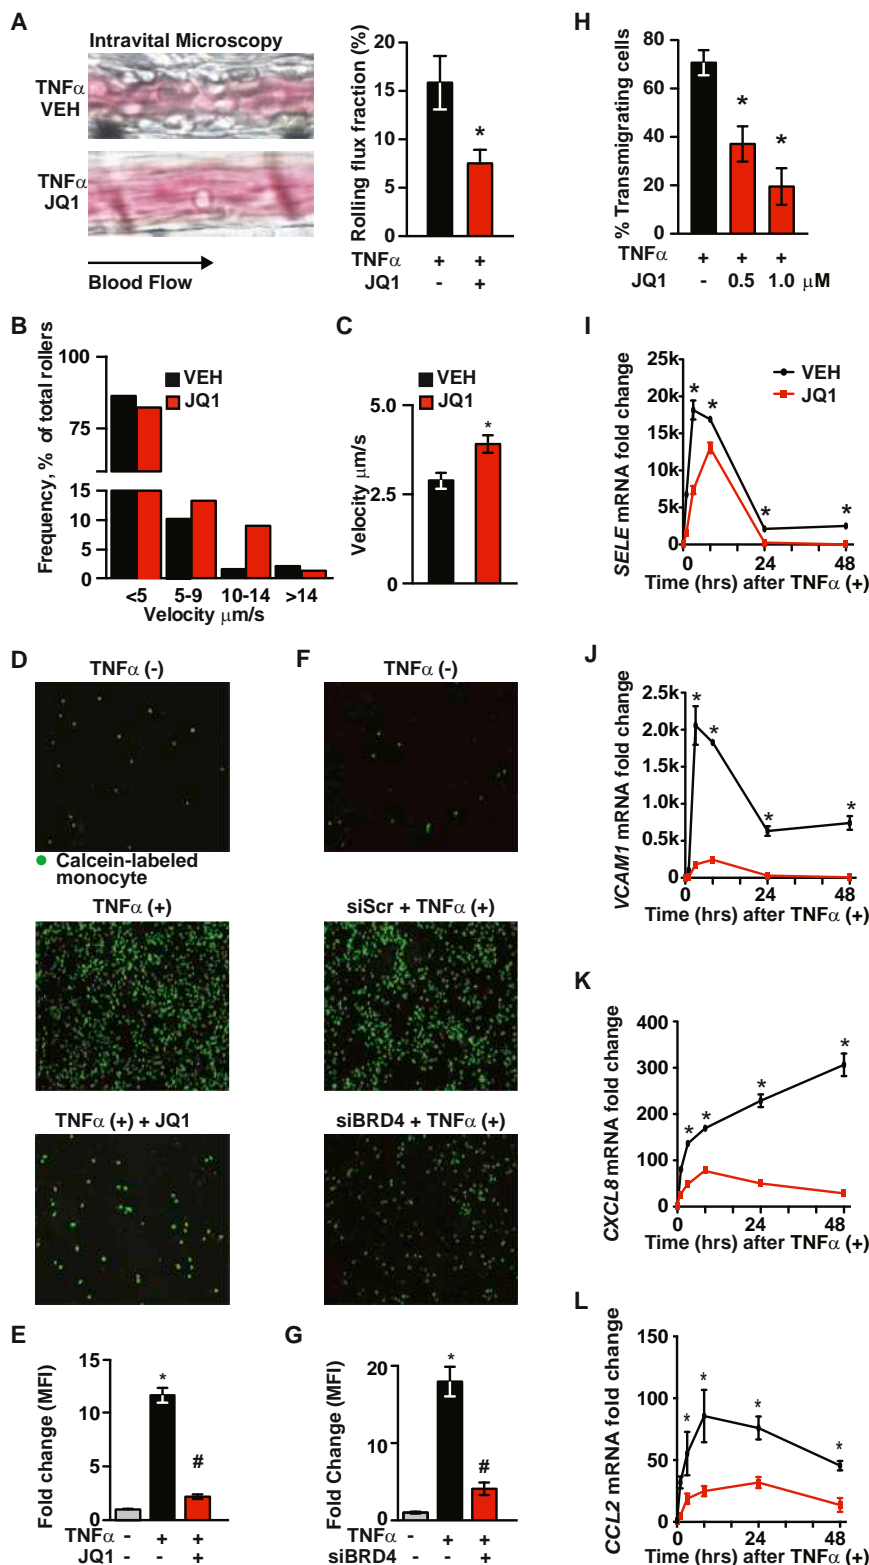 A
Intravital Microscopy
TNFα
VEH
TNFα
JQ1
Blood Flow
Rolling flux fraction (%)
20
15
10
5
0
TNFα + +
JQ1 - +
*
H
% Transmigrating cells
80
60
40
20
0
*
*
TNFα + + +
JQ1 - 0.5 1.0 μM
B
Frequency, % of total rollers
100
75
15
10
5
0
VEH
JQ1
<5 5-9 10-14 >14
Velocity μm/s
C
VEH
JQ1
Velocity μm/s
5.0
2.5
0
*
I
SELE mRNA fold change
25k
20k
15k
10k
5k
0
VEH
JQ1
* * * *
0 24 48
Time (hrs) after TNFα (+)
D
TNFα (-)
Calcein-labeled
monocyte
TNFα (+)
TNFα (+) + JQ1
F
TNFα (-)
siScr + TNFα (+)
siBRD4 + TNFα (+)
J
VCAM1 mRNA fold change
2.5k
2.0k
1.5k
1.0k
0.5k
0
* * * *
0 24 48
Time (hrs) after TNFα (+)
K
CXCL8 mRNA fold change
400
300
200
100
0
* * * *
0 24 48
Time (hrs) after TNFα (+)
E
Fold change (MFI)
15
10
5
0
*
#
TNFα - + +
JQ1 - - +
G
Fold Change (MFI)
20
10
0
*
#
TNFα - + +
siBRD4 - - +
L
CCL2 mRNA fold change
150
100
50
0
* * * *
0 24 48
Time (hrs) after TNFα (+)